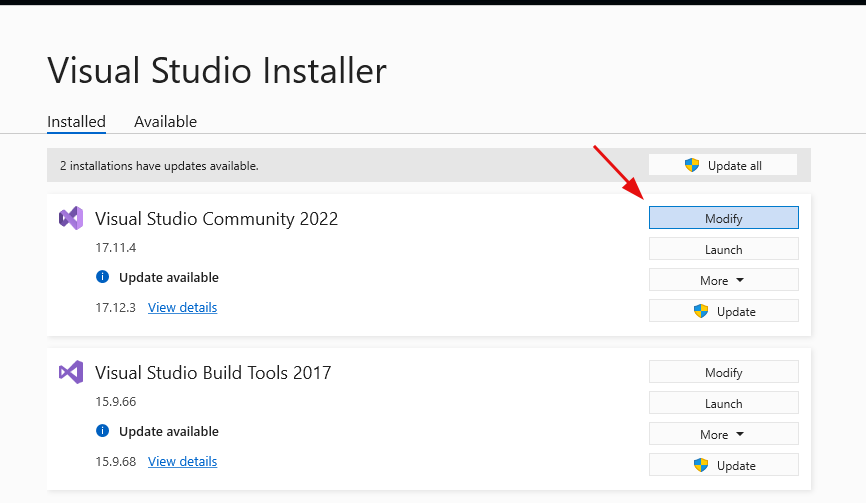 Visual Studio Installer
Installed Available
2 installations have updates available. Update all
Visual Studio Community 2022 Modify
17.11.4 Launch
Update available More
17.12.3 View details Update
Visual Studio Build Tools 2017 Modify
15.9.66 Launch
Update available More
15.9.68 View details Update